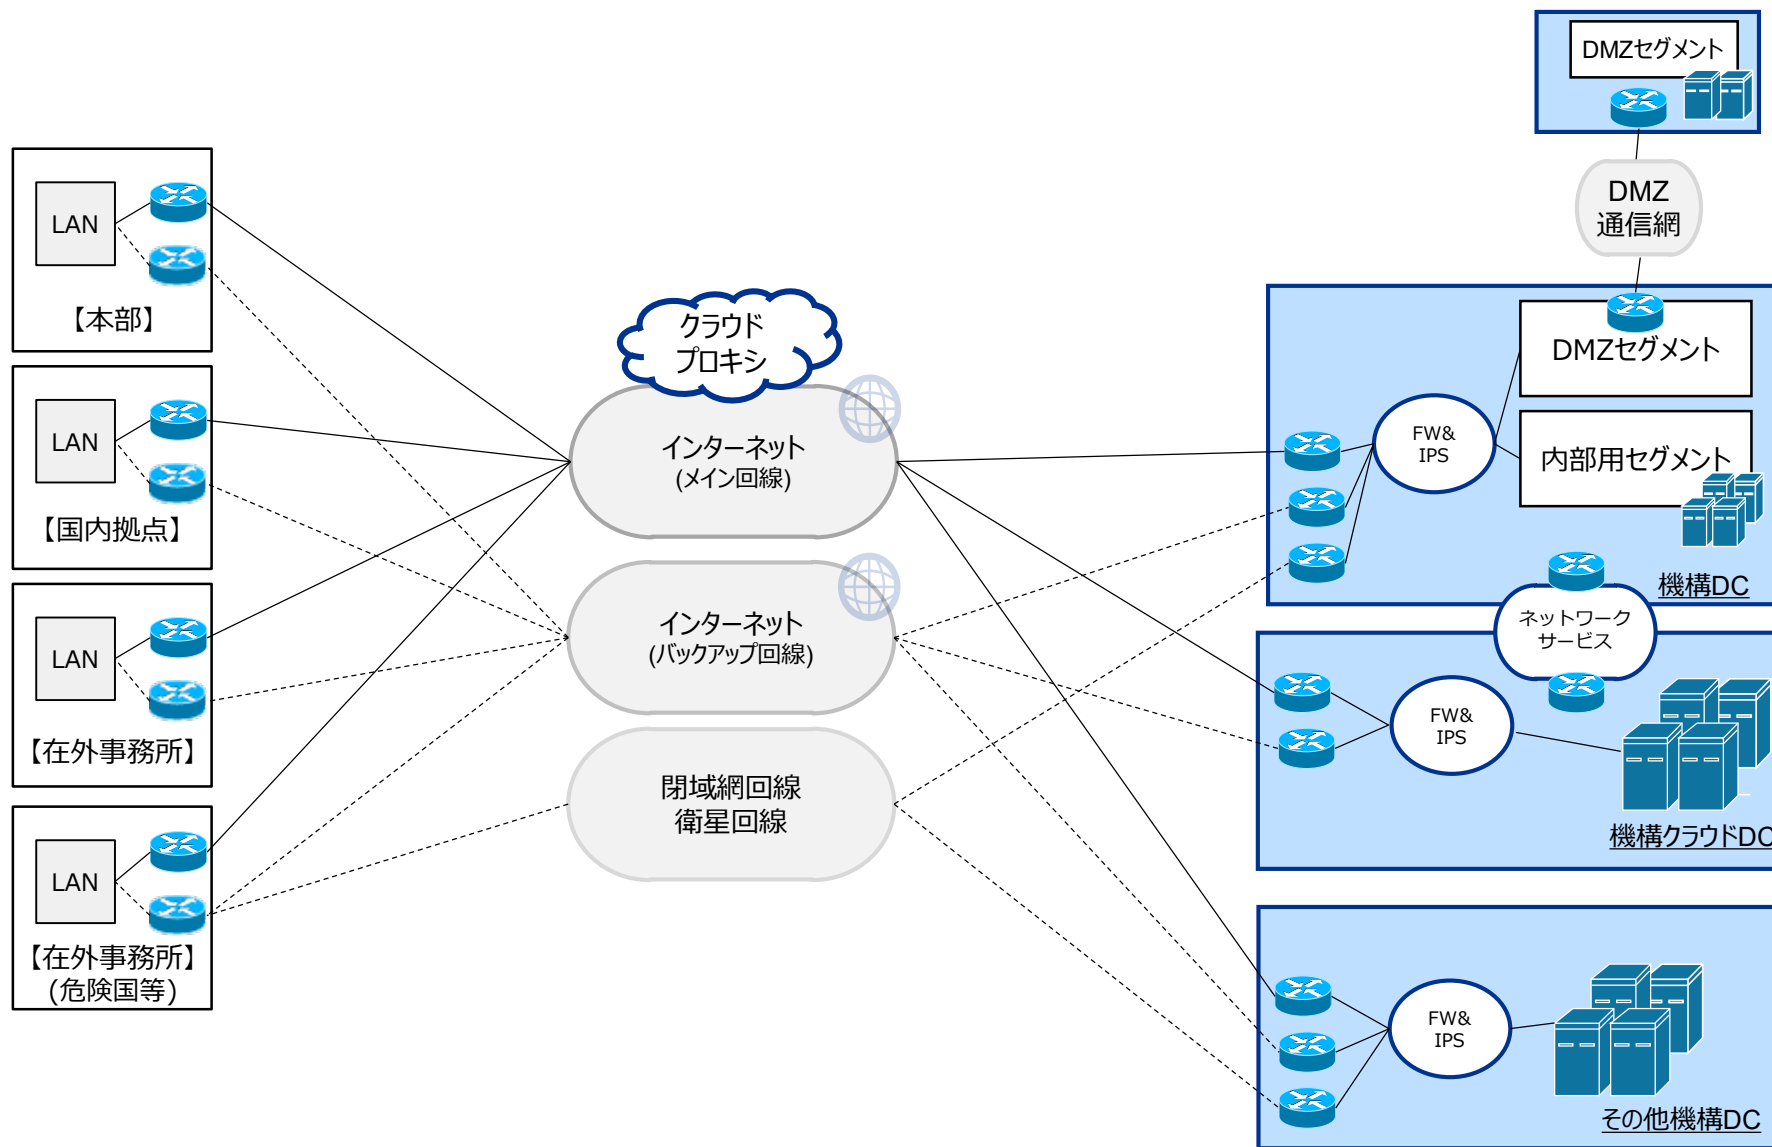 DMZセグメント
DMZ
通信網
LAN
【本部】
LAN
【国内拠点】
LAN
【在外事務所】
LAN
【在外事務所】
(危険国等)
クラウド
プロキシ
インターネット
(メイン回線)
インターネット
(バックアップ回線)
閉域網回線
衛星回線
FW&
IPS
DMZセグメント
内部用セグメント
機構DC
ネットワーク
サービス
FW&
IPS
機構クラウドDC
FW&
IPS
その他機構DC